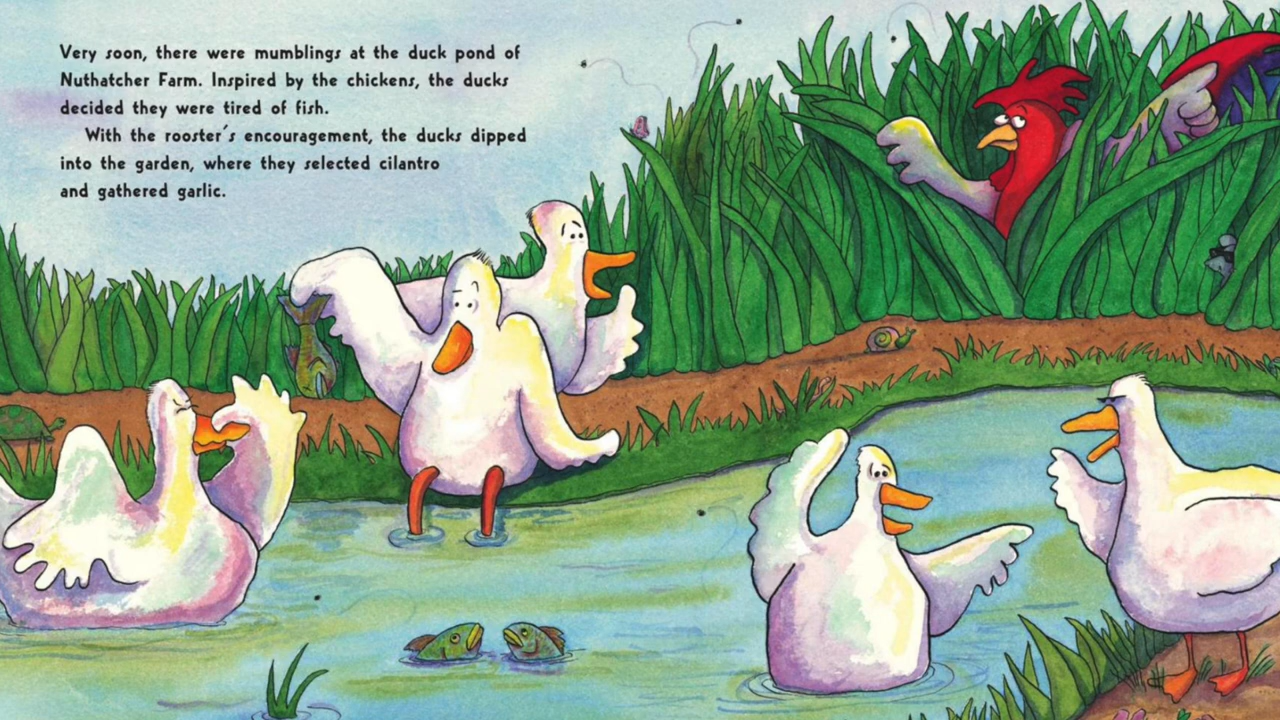 Very soon, there were mumblings at the duck pond of
Nuthatcher Farm. Inspired by the chickens, the ducks
decided they were tired of fish.
With the rooster's encouragement, the ducks dipped
into the garden, where they selected cilantro
and gathered garlic.